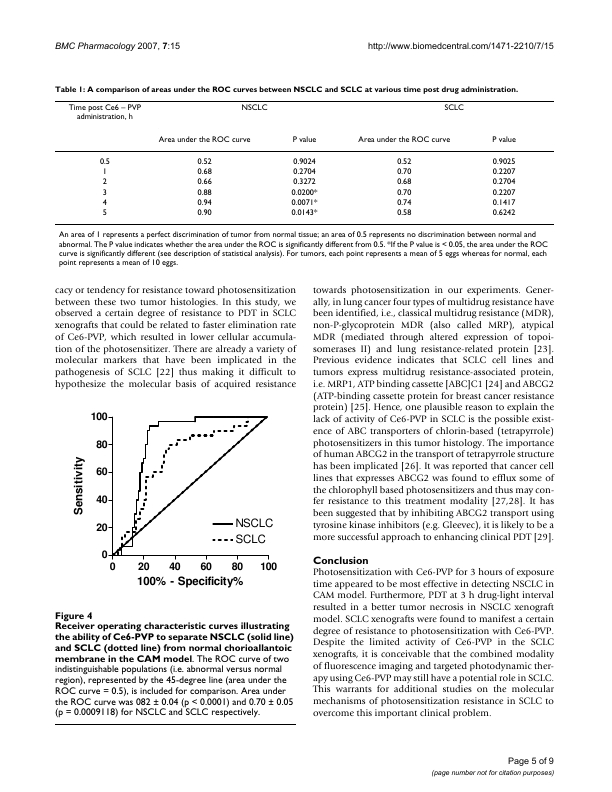 BMC Pharmacology 2007, 7:15
http://www.biomedcentral.com/1471-2210/7/15
Table 1: A comparison of areas under the ROC curves between NSCLC and SCLC at various time post drug administration.
Time post Ce6 – PVP administration, h NSCLC SCLC
Area under the ROC curve P value Area under the ROC curve P value
0.5 0.52 0.9024 0.52 0.9025
1 0.68 0.2704 0.70 0.2207
2 0.66 0.3272 0.68 0.2704
3 0.88 0.0200* 0.70 0.2207
4 0.94 0.0071* 0.74 0.1417
5 0.90 0.0143* 0.58 0.6242
An area of 1 represents a perfect discrimination of tumor from normal tissue; an area of 0.5 represents no discrimination between normal and
abnormal. The P value indicates whether the area under the ROC is significantly different from 0.5. *If the P value is < 0.05, the area under the ROC
curve is significantly different (see description of statistical analysis). For tumors, each point represents a mean of 5 eggs whereas for normal, each
point represents a mean of 10 eggs.
cacy or tendency for resistance toward photosensitization
between these two tumor histologies. In this study, we
observed a certain degree of resistance to PDT in SCLC
xenografts that could be related to faster elimination rate
of Ce6-PVP, which resulted in lower cellular accumula-
tion of the photosensitizer. There are already a variety of
molecular markers that have been implicated in the
pathogenesis of SCLC [22] thus making it difficult to
hypothesize the molecular basis of acquired resistance
100
80
60
40
20
0
Sensitivity
NSCLC
SCLC
0 20 40 60 80 100
100% - Specificity%
Figure 4
Receiver operating characteristic curves illustrating
the ability of Ce6-PVP to separate NSCLC (solid line)
and SCLC (dotted line) from normal chorioallantoic
membrane in the CAM model. The ROC curve of two
indistinguishable populations (i.e. abnormal versus normal
region), represented by the 45-degree line (area under the
ROC curve = 0.5), is included for comparison. Area under
the ROC curve was 082 ± 0.04 (p < 0.0001) and 0.70 ± 0.05
(p = 0.0009118) for NSCLC and SCLC respectively.
towards photosensitization in our experiments. Gener-
ally, in lung cancer four types of multidrug resistance have
been identified, i.e., classical multidrug resistance (MDR),
non-P-glycoprotein MDR (also called MRP), atypical
MDR (mediated through altered expression of topoi-
somerases II) and lung resistance-related protein [23].
Previous evidence indicates that SCLC cell lines and
tumors express multidrug resistance-associated protein,
i.e. MRP1, ATP binding cassette [ABC]C1 [24] and ABCG2
(ATP-binding cassette protein for breast cancer resistance
protein) [25]. Hence, one plausible reason to explain the
lack of activity of Ce6-PVP in SCLC is the possible exist-
ence of ABC transporters of chlorin-based (tetrapyrrole)
photosensitizers in this tumor histology. The importance
of human ABCG2 in the transport of tetrapyrrole structure
has been implicated [26]. It was reported that cancer cell
lines that expresses ABCG2 was found to efflux some of
the chlorophyll based photosensitizers and thus may con-
fer resistance to this treatment modality [27,28]. It has
been suggested that by inhibiting ABCG2 transport using
tyrosine kinase inhibitors (e.g. Gleevec), it is likely to be a
more successful approach to enhancing clinical PDT [29].
Conclusion
Photosensitization with Ce6-PVP for 3 hours of exposure
time appeared to be most effective in detecting NSCLC in
CAM model. Furthermore, PDT at 3 h drug-light interval
resulted in a better tumor necrosis in NSCLC xenograft
model. SCLC xenografts were found to manifest a certain
degree of resistance to photosensitization with Ce6-PVP.
Despite the limited activity of Ce6-PVP in the SCLC
xenografts, it is conceivable that the combined modality
of fluorescence imaging and targeted photodynamic ther-
apy using Ce6-PVP may still have a potential role in SCLC.
This warrants for additional studies on the molecular
mechanisms of photosensitization resistance in SCLC to
overcome this important clinical problem.
Page 5 of 9
(page number not for citation purposes)